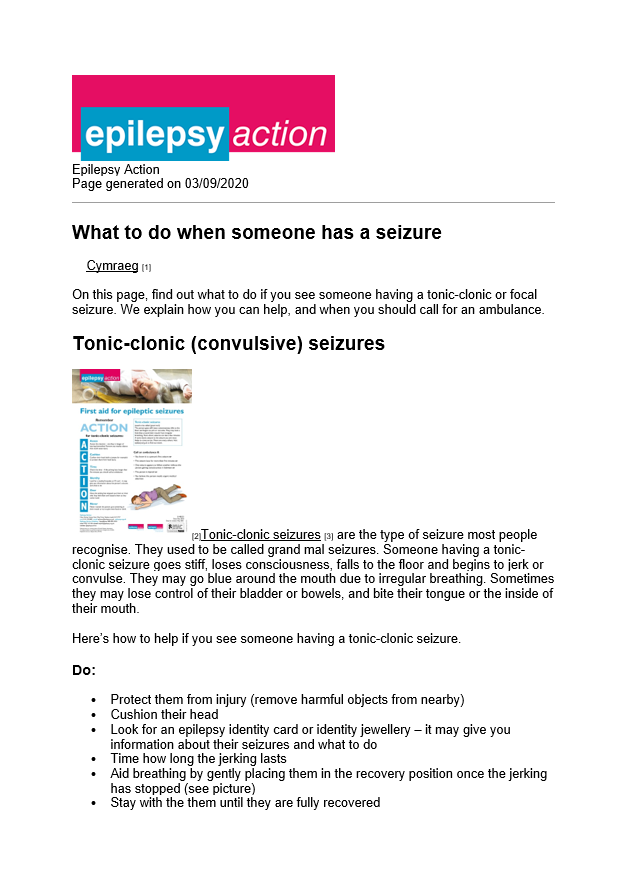 epilepsy action
Epilepsy Action
Page generated on 03/09/2020
What to do when someone has a seizure
Cymraeg [1]
On this page, find out what to do if you see someone having a tonic-clonic or focal
seizure. We explain how you can help, and when you should call for an ambulance.
Tonic-clonic (convulsive) seizures
epilepsy action
First aid for epileptic seizures
Remember
ACTION
for tonic-clonic seizures
A
C
T
I
O
N
[2]Tonic-clonic seizures [3] are the type of seizure most people
recognise. They used to be called grand mal seizures. Someone having a tonic-
clonic seizure goes stiff, loses consciousness, falls to the floor and begins to jerk or
convulse. They may go blue around the mouth due to irregular breathing. Sometimes
they may lose control of their bladder or bowels, and bite their tongue or the inside of
their mouth.
Here’s how to help if you see someone having a tonic-clonic seizure.
Do:
• Protect them from injury (remove harmful objects from nearby)
• Cushion their head
• Look for an epilepsy identity card or identity jewellery – it may give you
information about their seizures and what to do
• Time how long the jerking lasts
• Aid breathing by gently placing them in the recovery position once the jerking
has stopped (see picture)
• Stay with the them until they are fully recovered